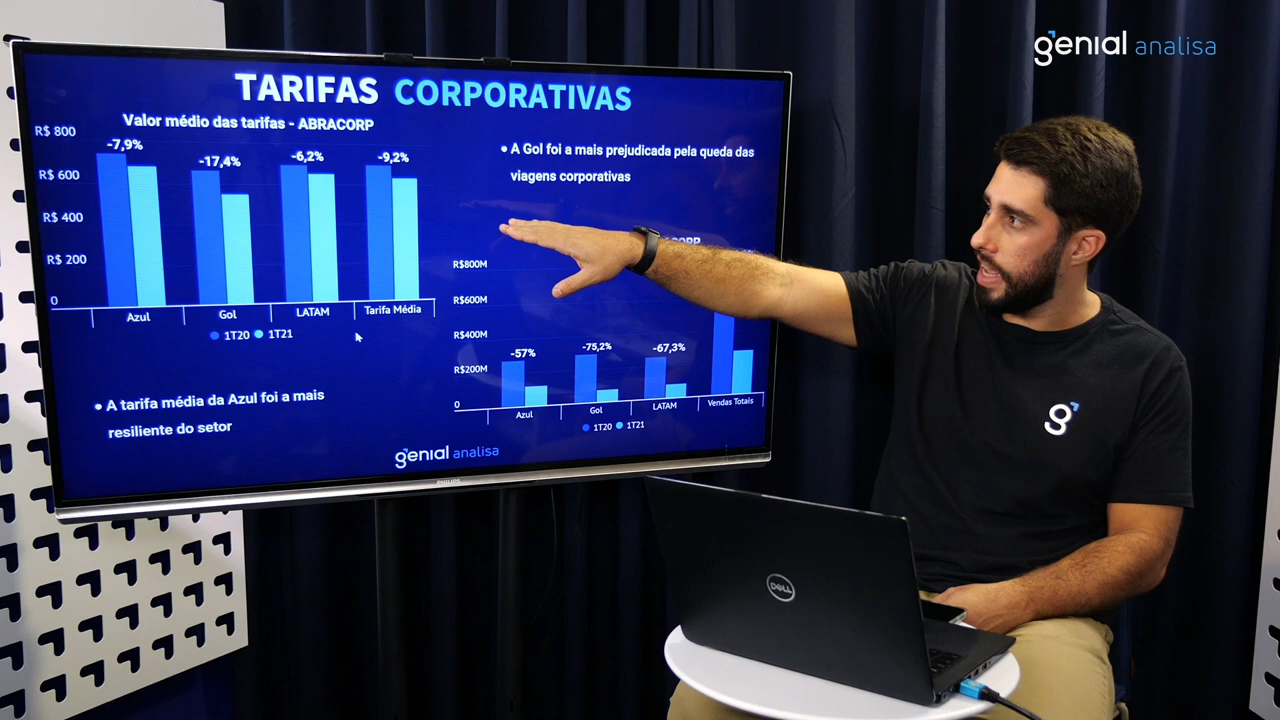 genial analisa
TARIFAS CORPORATIVAS
Valor médio das tarifas - ABRACORP
R$ 800
R$ 600
R$ 400
R$ 200
0
-7,9%
-17,4%
-6,2%
-9,2%
Azul
Gol
LATAM
Tarifa Média
1T20
1T21
• A tarifa média da Azul foi a mais
resiliente do setor
• A Gol foi a mais prejudicada pela queda das
viagens corporativas
R$800M
R$600M
R$400M
R$200M
0
-57%
-75,2%
-67,3%
Azul
Gol
LATAM
Vendas Totais
1T20
1T21
genial analisa
PHILIPS
g
DELL